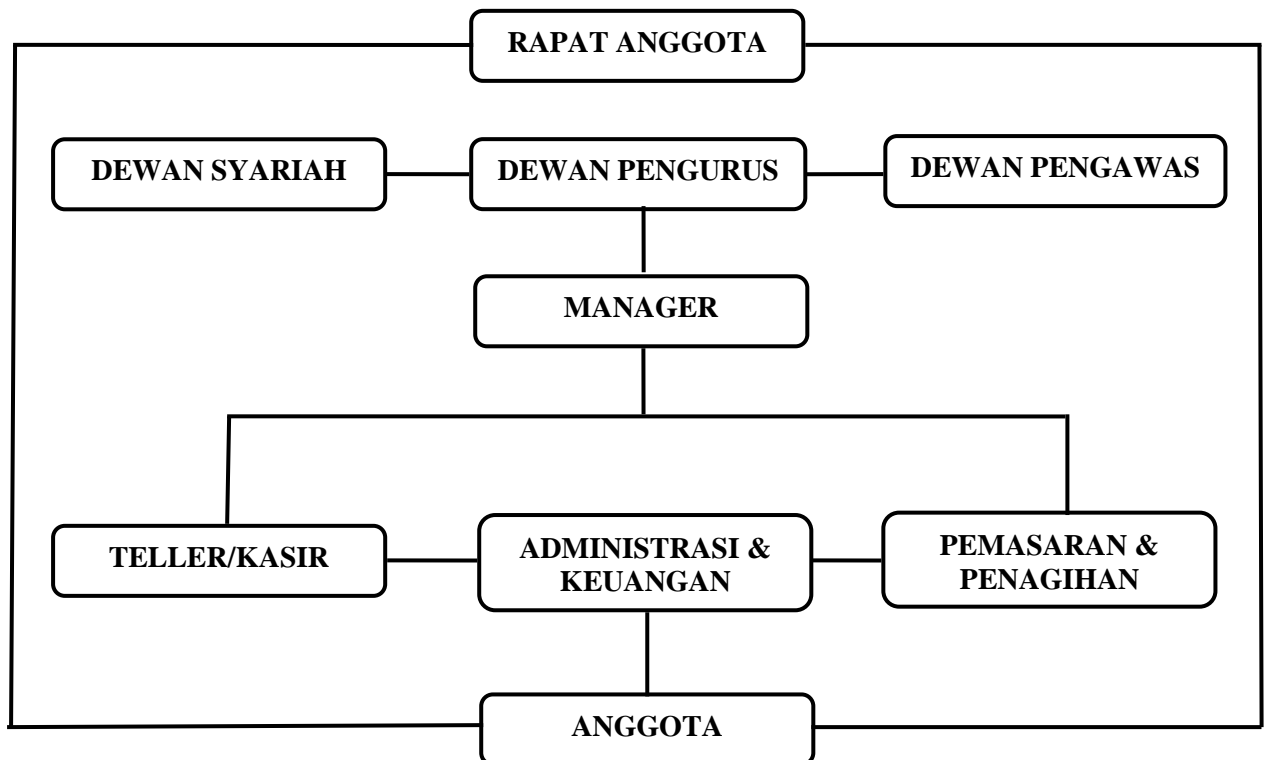 RAPAT ANGGOTA
DEWAN SYARIAH
DEWAN PENGURUS
DEWAN PENGAWAS
MANAGER
TELLER/KASIR
ADMINISTRASI &
KEUANGAN
PEMASARAN &
PENAGIHAN
ANGGOTA